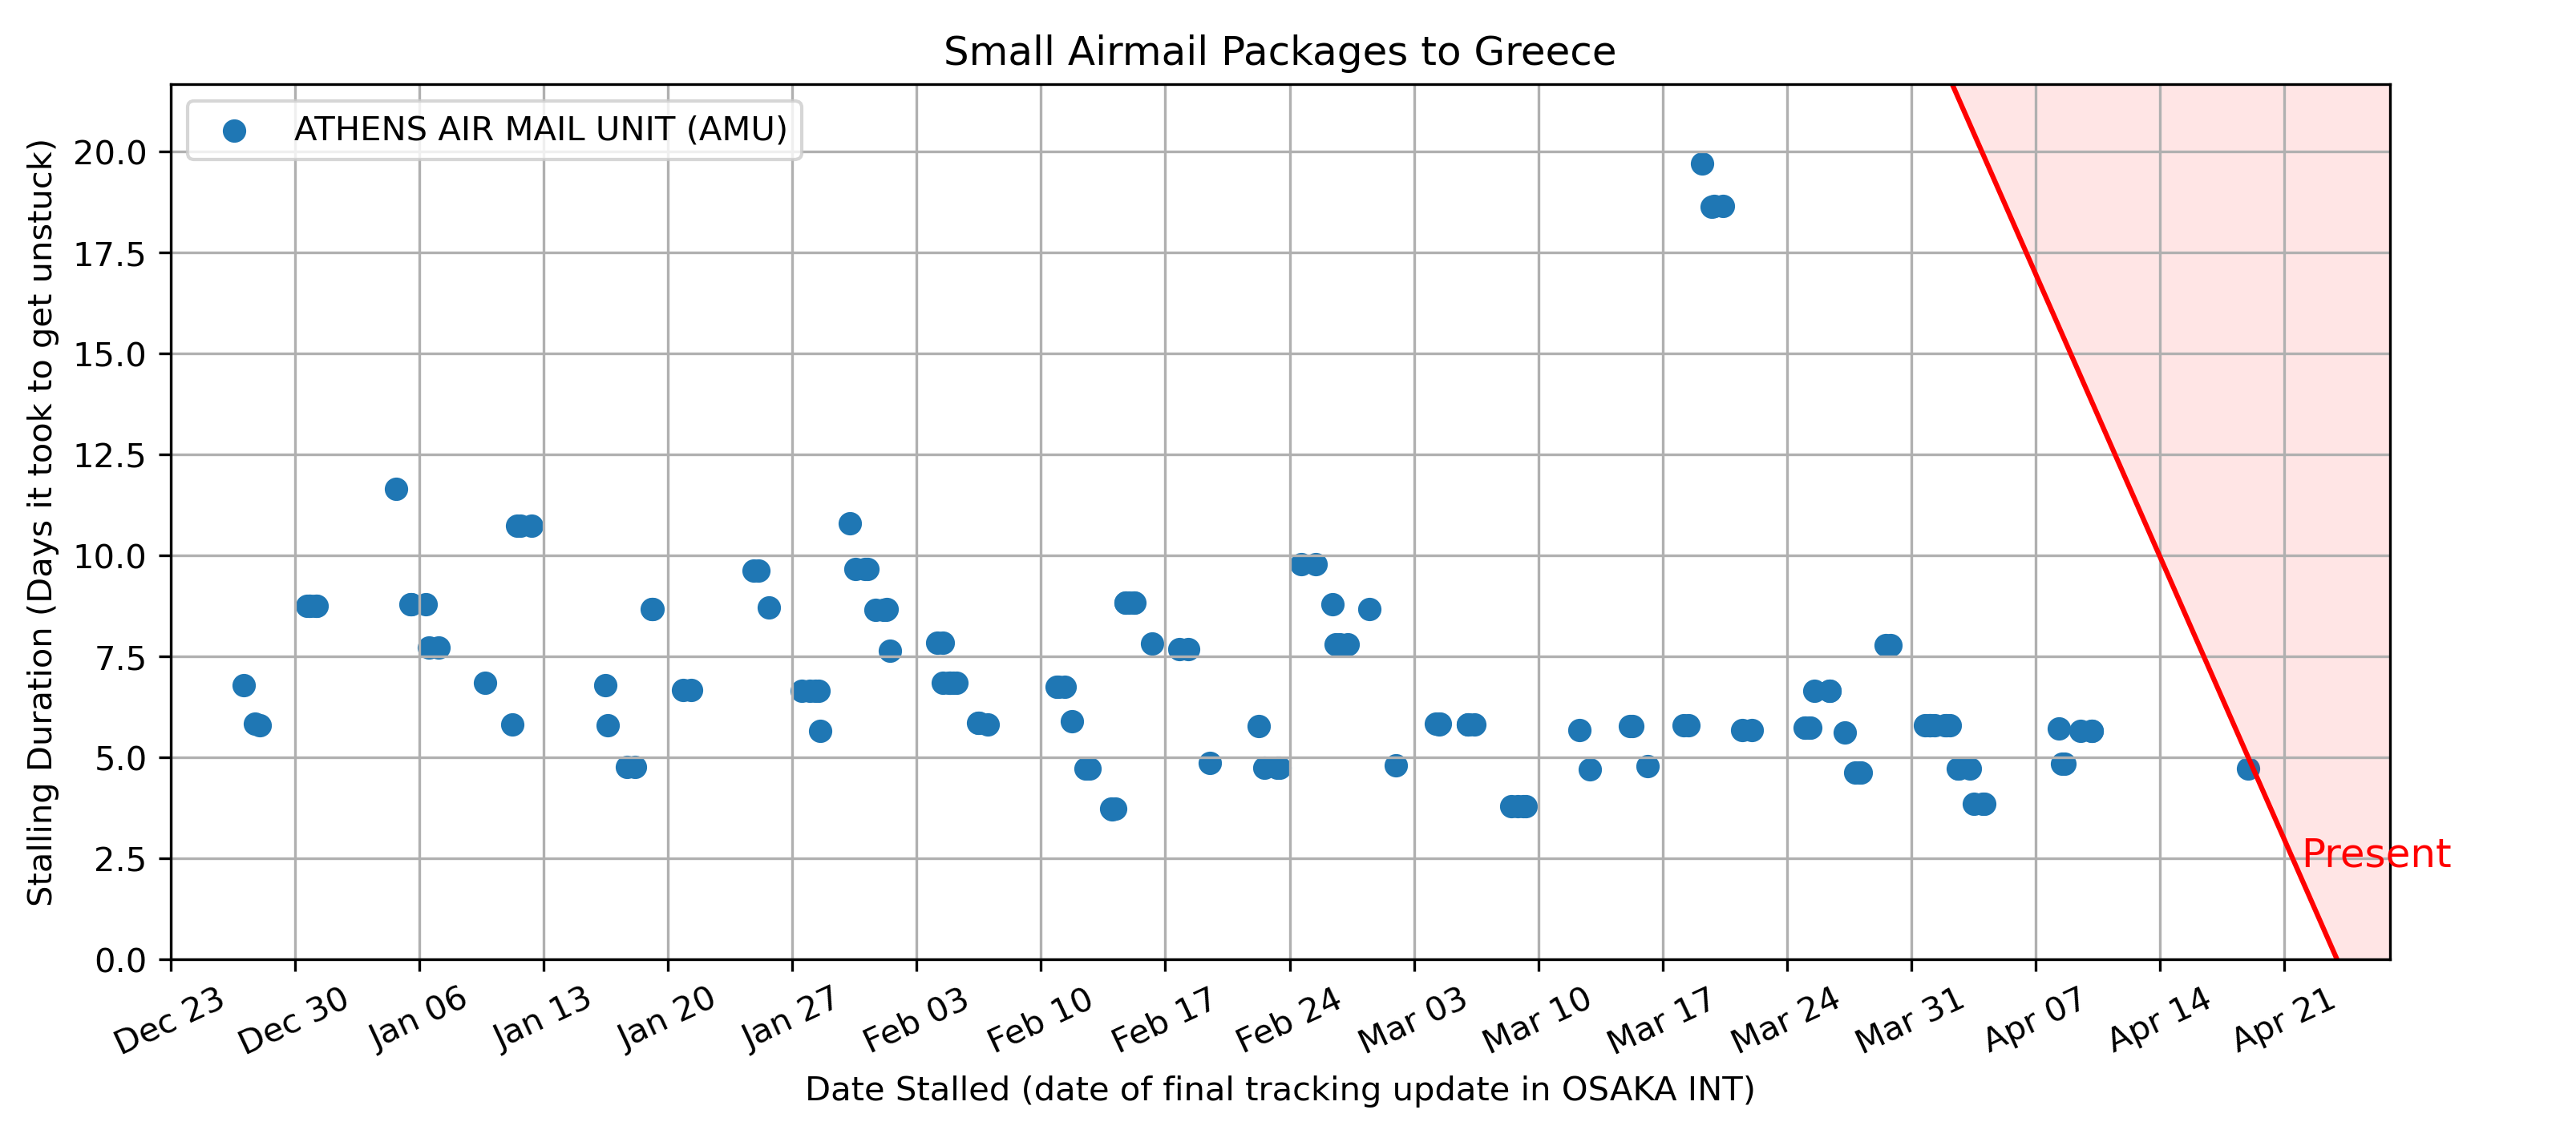 Small Airmail Packages to Greece
ATHENS AIR MAIL UNIT (AMU)
Stalling Duration (Days it took to get unstuck)
20.0
17.5
15.0
12.5
10.0
7.5
5.0
2.5
0.0
Present
Dec 23
Dec 30
Jan 06
Jan 13
Jan 20
Jan 27
Feb 03
Feb 10
Feb 17
Feb 24
Mar 03
Mar 10
Mar 17
Mar 24
Mar 31
Apr 07
Apr 14
Apr 21
Date Stalled (date of final tracking update in OSAKA INT)